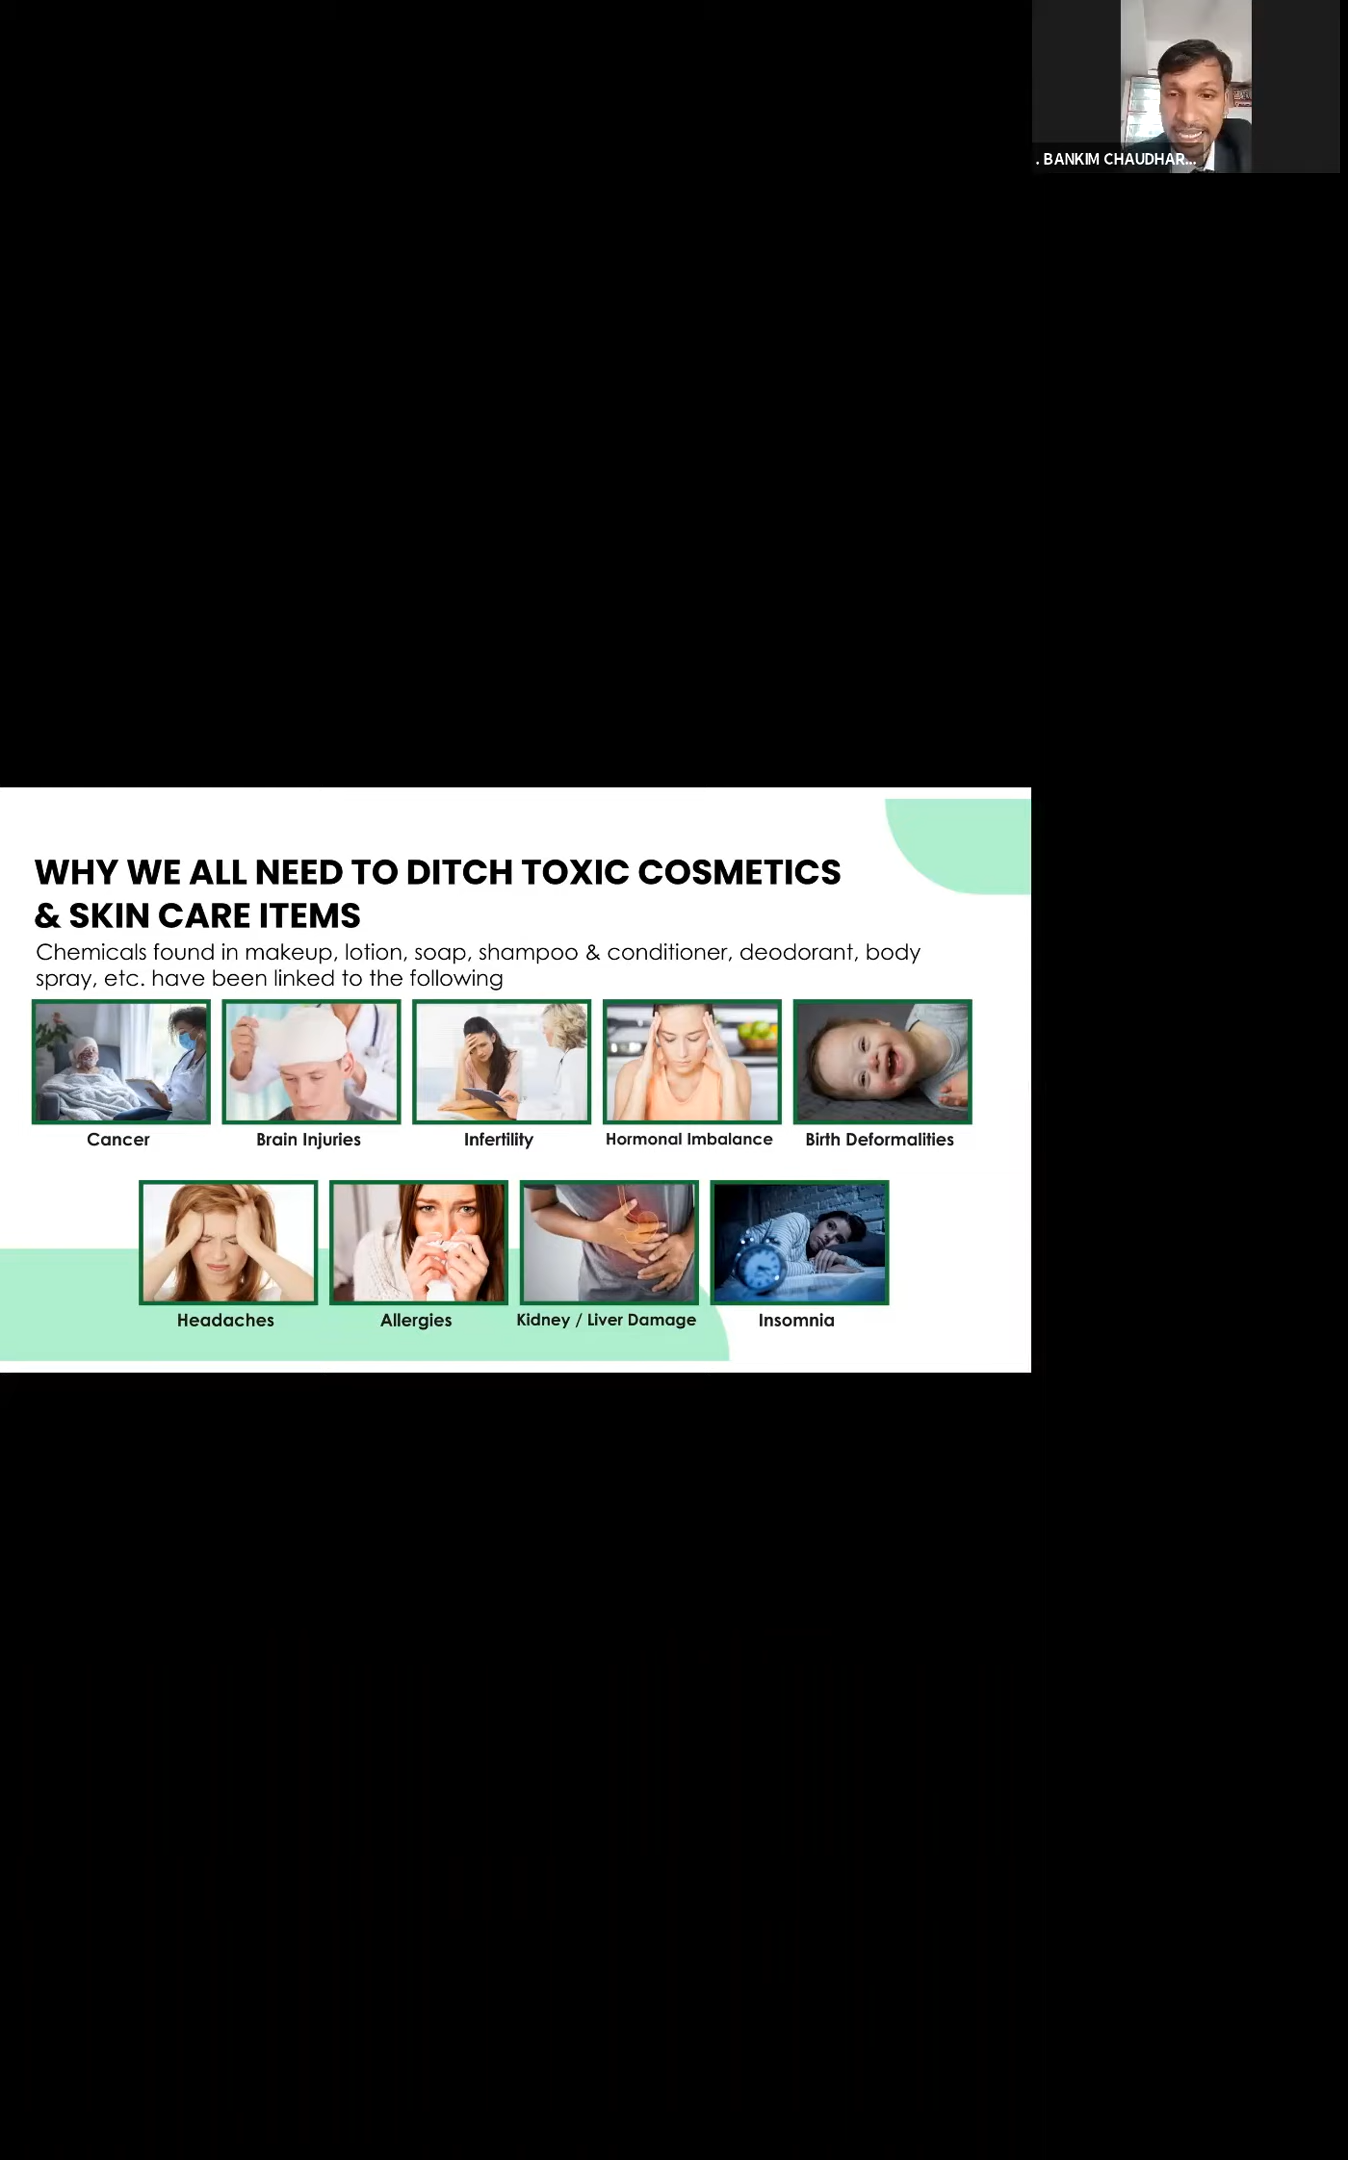 . BANKIM CHAUDHAR...
WHY WE ALL NEED TO DITCH TOXIC COSMETICS
& SKIN CARE ITEMS
Chemicals found in makeup, lotion, soap, shampoo & conditioner, deodorant, body
spray, etc. have been linked to the following
Cancer
Brain Injuries
Infertility
Hormonal Imbalance
Birth Deformalities
Headaches
Allergies
Kidney / Liver Damage
Insomnia